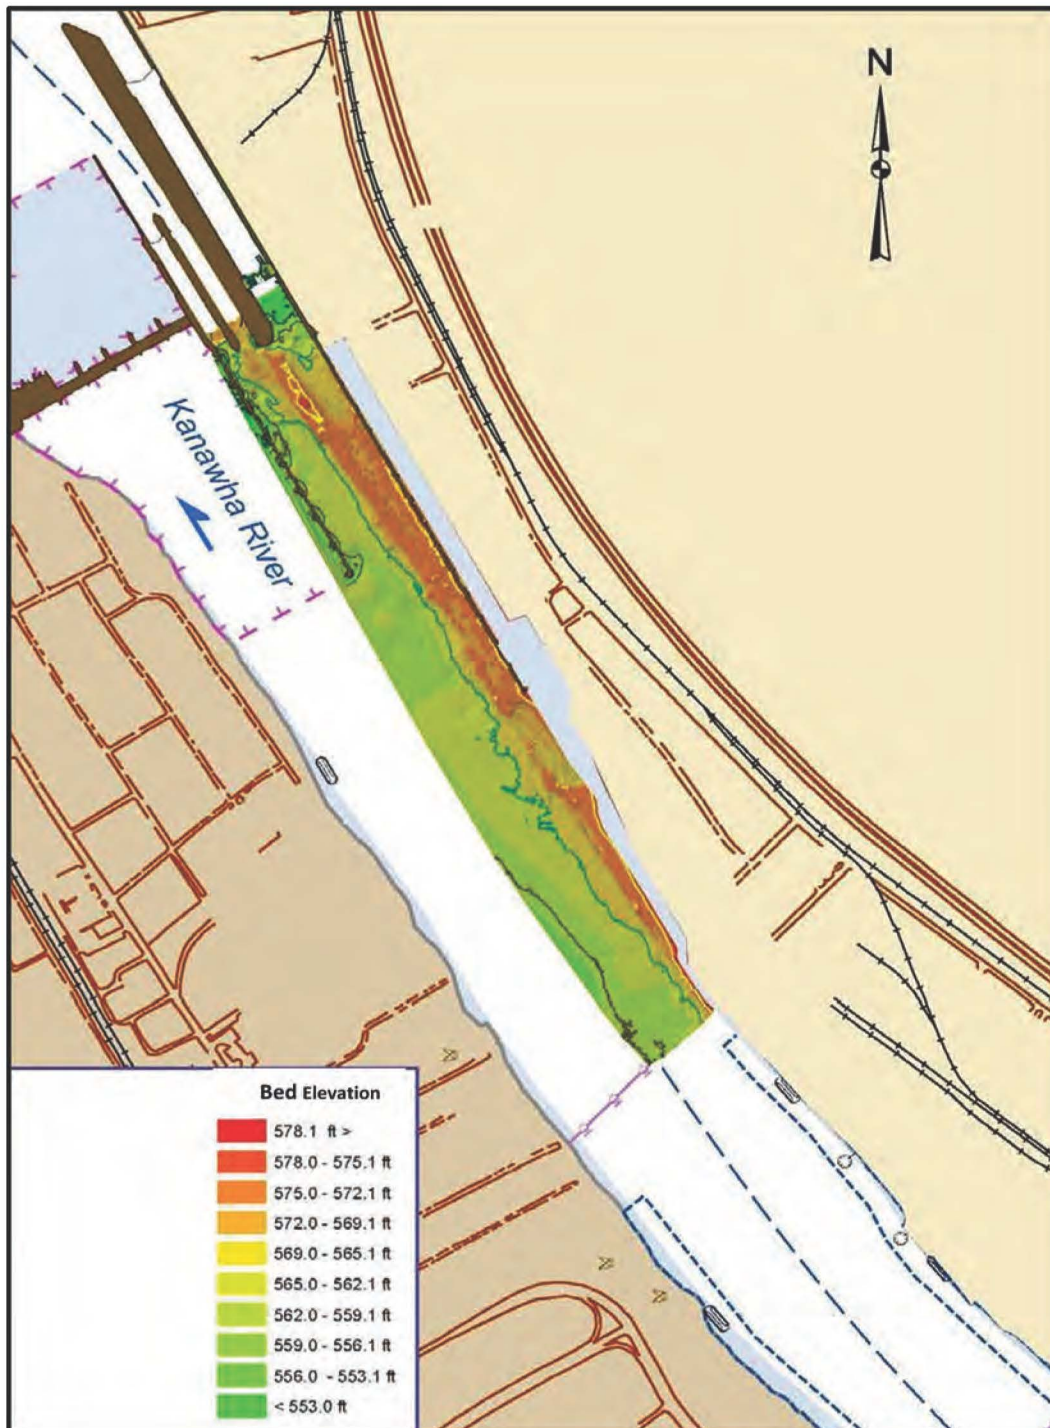 N
Kanawha River
Bed Elevation
578.1 ft >
578.0 - 575.1 ft
575.0 - 572.1 ft
572.0 - 569.1 ft
569.0 - 565.1 ft
565.0 - 562.1 ft
562.0 - 559.1 ft
559.0 - 556.1 ft
556.0 - 553.1 ft
< 553.0 ft